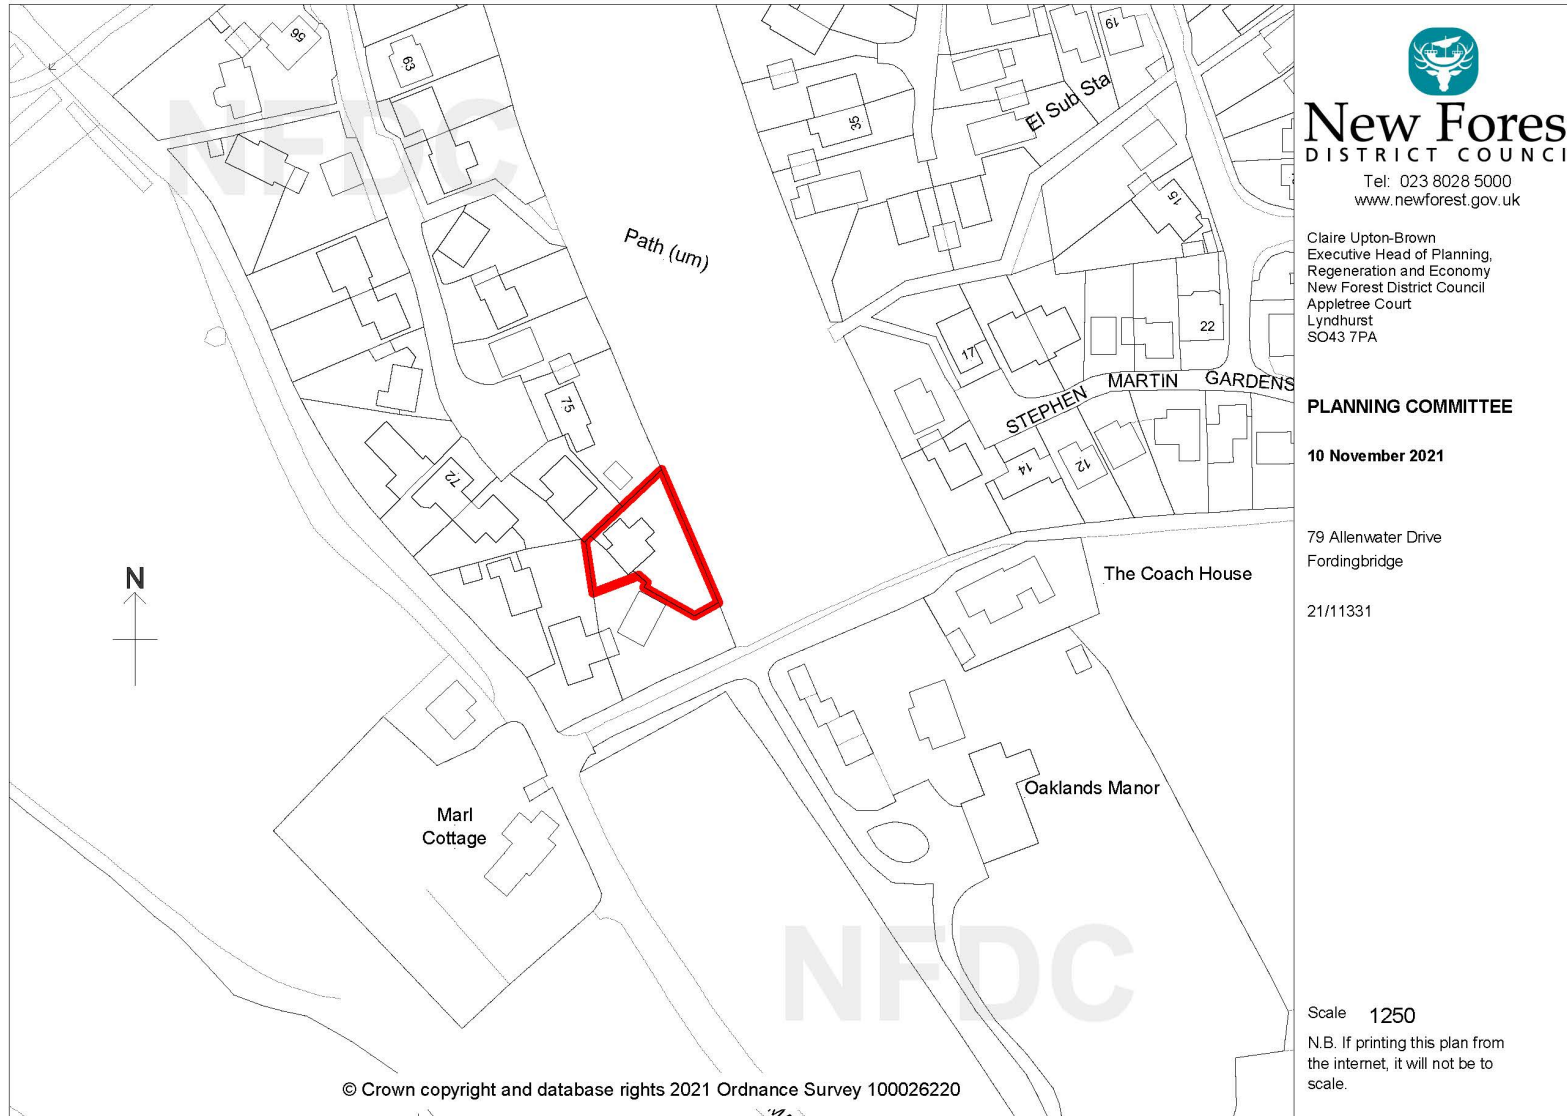 New Fores
DISTRICT COUNCI
Tel: 023 8028 5000
www.newforest.gov.uk
Claire Upton-Brown
Executive Head of Planning,
Regeneration and Economy
New Forest District Council
Appletree Court
Lyndhurst
SO43 7PA
PLANNING COMMITTEE
10 November 2021
79 Allenwater Drive
Fordingbridge
21/11331
Scale 1250
N.B. If printing this plan from
the internet, it will not be to
scale.
NFDC
56
63
19
El Sub Sta
35
Path (um)
15
22
17
STEPHEN MARTIN GARDENS
75
14
12
72
N
The Coach House
Oaklands Manor
Marl
Cottage
NFDC
© Crown copyright and database rights 2021 Ordnance Survey 100026220